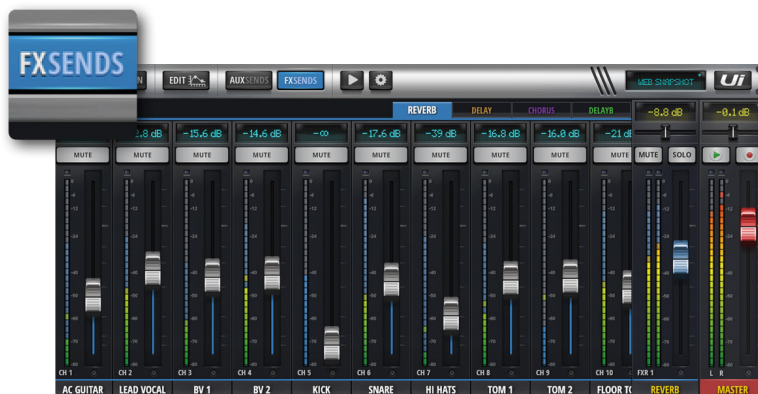 FXSENDS
EDIT AUXSENDS FXSENDS WEB SNAPSHOT Ui
REVERB DELAY CHORUS DELAYB -8.8 dB -0.1 dB
-15.6 dB -14.6 dB -∞ -17.6 dB -39 dB -16.8 dB -16.0 dB
MUTE MUTE MUTE MUTE MUTE MUTE MUTE MUTE MUTE MUTE MUTE SOLO
CH 1 CH 2 CH 3 CH 4 CH 5 CH 6 CH 7 CH 8 CH 9 CH 10 FXR 1 L R
AC GUITAR LEAD VOCAL BV 1 BV 2 KICK SNARE HI HATS TOM 1 TOM 2 FLOOR TO REVERB MASTER